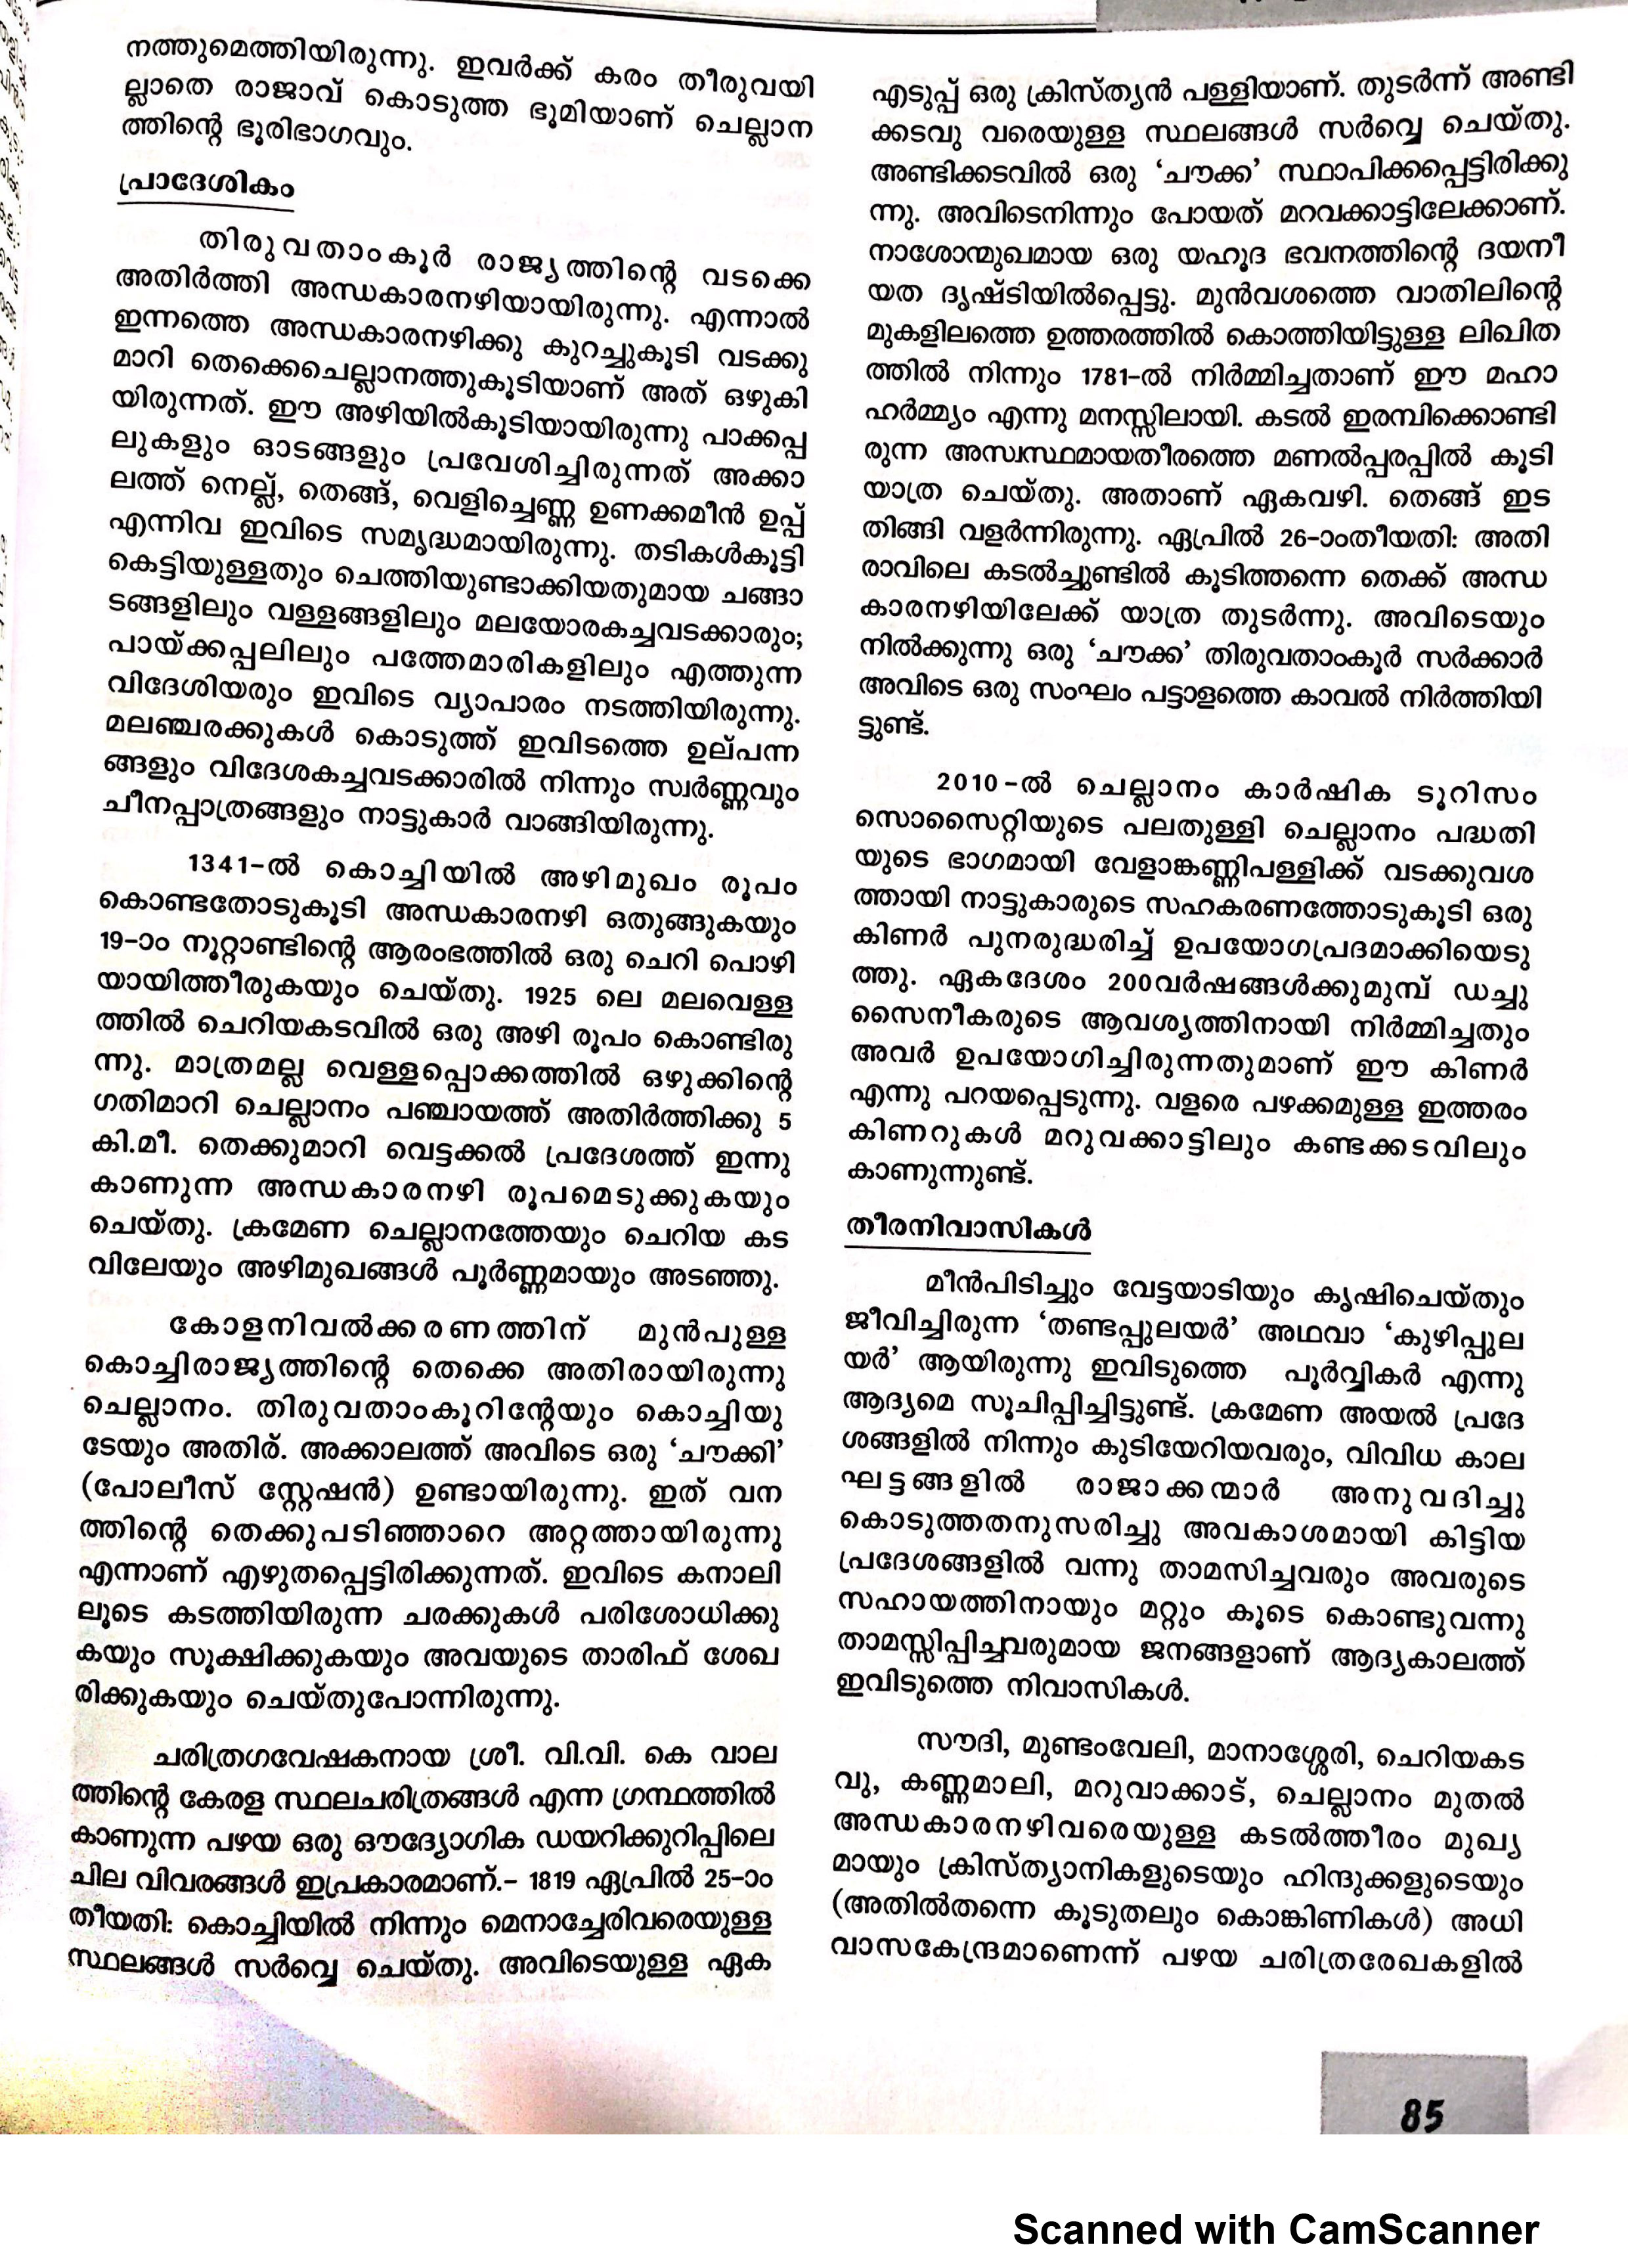 നത്തുമെത്തിയിരുന്നു. ഇവർക്ക് കരം തീരുവയി
ല്ലാതെ രാജാവ് കൊടുത്ത ഭൂമിയാണ് ചെല്ലാന
ത്തിന്റെ ഭൂരിഭാഗവും.
പ്രാദേശികം
തിരുവതാംകൂർ രാജ്യത്തിന്റെ വടക്കെ
അതിർത്തി അന്ധകാരനഴിയായിരുന്നു. എന്നാൽ
ഇന്നത്തെ അന്ധകാരനഴിക്കു കുറച്ചുകൂടി വടക്കു
മാറി തെക്കെചെല്ലാനത്തുകൂടിയാണ് അത് ഒഴുകി
യിരുന്നത്. ഈ അഴിയിൽകൂടിയായിരുന്നു പാക്കപ്പ
ലുകളും ഓടങ്ങളും പ്രവേശിച്ചിരുന്നത് അക്കാ
ലത്ത് നെല്ല്, തെങ്ങ്, വെളിച്ചെണ്ണ ഉണക്കമീൻ ഉപ്പ്
എന്നിവ ഇവിടെ സമൃദ്ധമായിരുന്നു. തടികൾകൂട്ടി
കെട്ടിയുള്ളതും ചെത്തിയുണ്ടാക്കിയതുമായ ചങ്ങാ
ടങ്ങളിലും വള്ളങ്ങളിലും മലയോരകച്ചവടക്കാരും;
പായ്ക്കപ്പലിലും പത്തേമാരികളിലും എത്തുന്ന
വിദേശിയരും ഇവിടെ വ്യാപാരം നടത്തിയിരുന്നു.
മലഞ്ചരക്കുകൾ കൊടുത്ത് ഇവിടത്തെ ഉല്പന്ന
ങ്ങളും വിദേശകച്ചവടക്കാരിൽ നിന്നും സ്വർണ്ണവും
ചീനപ്പാത്രങ്ങളും നാട്ടുകാർ വാങ്ങിയിരുന്നു.
1341-ൽ കൊച്ചിയിൽ അഴിമുഖം രൂപം
കൊണ്ടതോടുകൂടി അന്ധകാരനഴി ഒതുങ്ങുകയും
19-ാം നൂറ്റാണ്ടിന്റെ ആരംഭത്തിൽ ഒരു ചെറി പൊഴി
യായിത്തീരുകയും ചെയ്തു. 1925 ലെ മലവെള്ള
ത്തിൽ ചെറിയകടവിൽ ഒരു അഴി രൂപം കൊണ്ടിരു
ന്നു. മാത്രമല്ല വെള്ളപ്പൊക്കത്തിൽ ഒഴുക്കിന്റെ
ഗതിമാറി ചെല്ലാനം പഞ്ചായത്ത് അതിർത്തിക്കു 5
കി.മീ. തെക്കുമാറി വെട്ടക്കൽ പ്രദേശത്ത് ഇന്നു
കാണുന്ന അന്ധകാരനഴി രൂപമെടുക്കുകയും
ചെയ്തു. ക്രമേണ ചെല്ലാനത്തേയും ചെറിയ കട
വിലേയും അഴിമുഖങ്ങൾ പൂർണ്ണമായും അടഞ്ഞു.
കോളനിവൽക്കരണത്തിന് മുൻപുള്ള
കൊച്ചിരാജ്യത്തിന്റെ തെക്കെ അതിരായിരുന്നു
ചെല്ലാനം. തിരുവതാംകൂറിന്റേയും കൊച്ചിയു
ടേയും അതിര്. അക്കാലത്ത് അവിടെ ഒരു ‘ചൗക്കി’
(പോലീസ് സ്റ്റേഷൻ) ഉണ്ടായിരുന്നു. ഇത് വന
ത്തിന്റെ തെക്കുപടിഞ്ഞാറെ അറ്റത്തായിരുന്നു
എന്നാണ് എഴുതപ്പെട്ടിരിക്കുന്നത്. ഇവിടെ കനാലി
ലൂടെ കടത്തിയിരുന്ന ചരക്കുകൾ പരിശോധിക്കു
കയും സൂക്ഷിക്കുകയും അവയുടെ താരിഫ് ശേഖ
രിക്കുകയും ചെയ്തുപോന്നിരുന്നു.
ചരിത്രഗവേഷകനായ ശ്രീ. വി.വി. കെ വാല
ത്തിന്റെ കേരള സ്ഥലചരിത്രങ്ങൾ എന്ന ഗ്രന്ഥത്തിൽ
കാണുന്ന പഴയ ഒരു ഔദ്യോഗിക ഡയറിക്കുറിപ്പിലെ
ചില വിവരങ്ങൾ ഇപ്രകാരമാണ്.- 1819 ഏപ്രിൽ 25-ാം
തീയതി: കൊച്ചിയിൽ നിന്നും മെനാച്ചേരിവരെയുള്ള
സ്ഥലങ്ങൾ സർവ്വെ ചെയ്തു. അവിടെയുള്ള ഏക
എടുപ്പ് ഒരു ക്രിസ്ത്യൻ പള്ളിയാണ്. തുടർന്ന് അണ്ടി
ക്കടവു വരെയുള്ള സ്ഥലങ്ങൾ സർവ്വെ ചെയ്തു.
അണ്ടിക്കടവിൽ ഒരു ‘ചൗക്ക’ സ്ഥാപിക്കപ്പെട്ടിരിക്കു
ന്നു. അവിടെനിന്നും പോയത് മറവക്കാട്ടിലേക്കാണ്.
നാശോന്മുഖമായ ഒരു യഹൂദ ഭവനത്തിന്റെ ദയനീ
യത ദൃഷ്ടിയിൽപ്പെട്ടു. മുൻവശത്തെ വാതിലിന്റെ
മുകളിലത്തെ ഉത്തരത്തിൽ കൊത്തിയിട്ടുള്ള ലിഖിത
ത്തിൽ നിന്നും 1781-ൽ നിർമ്മിച്ചതാണ് ഈ മഹാ
ഹർമ്മ്യം എന്നു മനസ്സിലായി. കടൽ ഇരമ്പിക്കൊണ്ടി
രുന്ന അസ്വസ്ഥമായതീരത്തെ മണൽപ്പരപ്പിൽ കൂടി
യാത്ര ചെയ്തു. അതാണ് ഏകവഴി. തെങ്ങ് ഇട
തിങ്ങി വളർന്നിരുന്നു. ഏപ്രിൽ 26-ാംതീയതി: അതി
രാവിലെ കടൽച്ചുണ്ടിൽ കൂടിത്തന്നെ തെക്ക് അന്ധ
കാരനഴിയിലേക്ക് യാത്ര തുടർന്നു. അവിടെയും
നിൽക്കുന്നു ഒരു ‘ചൗക്ക’ തിരുവതാംകൂർ സർക്കാർ
അവിടെ ഒരു സംഘം പട്ടാളത്തെ കാവൽ നിർത്തിയി
ട്ടുണ്ട്.
2010-ൽ ചെല്ലാനം കാർഷിക ടൂറിസം
സൊസൈറ്റിയുടെ പലതുള്ളി ചെല്ലാനം പദ്ധതി
യുടെ ഭാഗമായി വേളാങ്കണ്ണിപള്ളിക്ക് വടക്കുവശ
ത്തായി നാട്ടുകാരുടെ സഹകരണത്തോടുകൂടി ഒരു
കിണർ പുനരുദ്ധരിച്ച് ഉപയോഗപ്രദമാക്കിയെടു
ത്തു. ഏകദേശം 200വർഷങ്ങൾക്കുമുമ്പ് ഡച്ചു
സൈനീകരുടെ ആവശ്യത്തിനായി നിർമ്മിച്ചതും
അവർ ഉപയോഗിച്ചിരുന്നതുമാണ് ഈ കിണർ
എന്നു പറയപ്പെടുന്നു. വളരെ പഴക്കമുള്ള ഇത്തരം
കിണറുകൾ മറുവക്കാട്ടിലും കണ്ടക്കടവിലും
കാണുന്നുണ്ട്.
തീരനിവാസികൾ
മീൻപിടിച്ചും വേട്ടയാടിയും കൃഷിചെയ്തും
ജീവിച്ചിരുന്ന ‘തണ്ടപ്പുലയർ’ അഥവാ ‘കുഴിപ്പുല
യർ’ ആയിരുന്നു ഇവിടുത്തെ പൂർവ്വികർ എന്നു
ആദ്യമെ സൂചിപ്പിച്ചിട്ടുണ്ട്. ക്രമേണ അയൽ പ്രദേ
ശങ്ങളിൽ നിന്നും കുടിയേറിയവരും, വിവിധ കാല
ഘട്ടങ്ങളിൽ രാജാക്കന്മാർ അനുവദിച്ചു
കൊടുത്തതനുസരിച്ചു അവകാശമായി കിട്ടിയ
പ്രദേശങ്ങളിൽ വന്നു താമസിച്ചവരും അവരുടെ
സഹായത്തിനായും മറ്റും കൂടെ കൊണ്ടുവന്നു
താമസ്സിപ്പിച്ചവരുമായ ജനങ്ങളാണ് ആദ്യകാലത്ത്
ഇവിടുത്തെ നിവാസികൾ.
സൗദി, മുണ്ടംവേലി, മാനാശ്ശേരി, ചെറിയകട
വു, കണ്ണമാലി, മറുവാക്കാട്, ചെല്ലാനം മുതൽ
അന്ധകാരനഴിവരെയുള്ള കടൽത്തീരം മുഖ്യ
മായും ക്രിസ്ത്യാനികളുടെയും ഹിന്ദുക്കളുടെയും
(അതിൽതന്നെ കൂടുതലും കൊങ്കിണികൾ) അധി
വാസകേന്ദ്രമാണെന്ന് പഴയ ചരിത്രരേഖകളിൽ
85
Scanned with CamScanner